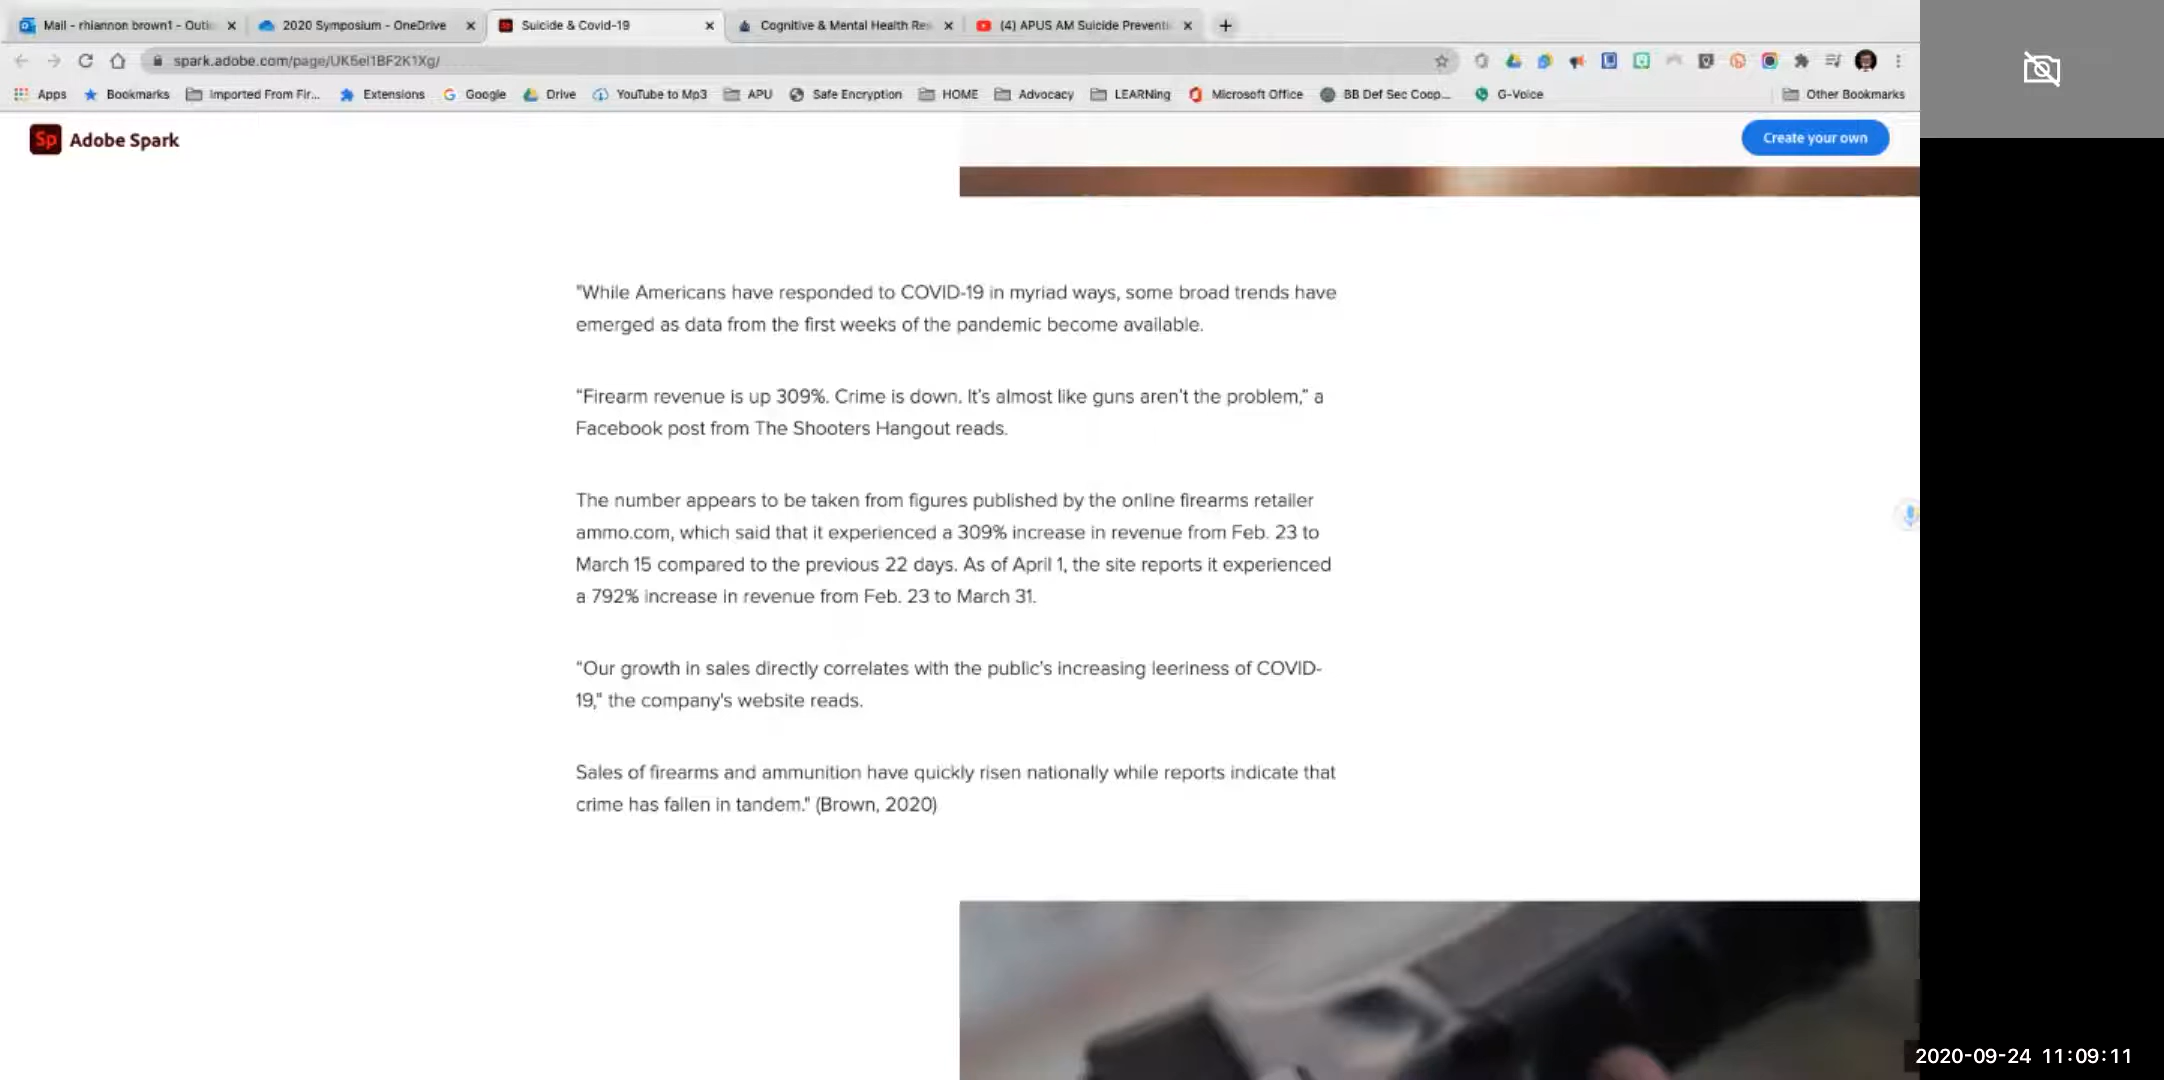 Mail - rhiannon brown1 - Outl
2020 Symposium - OneDrive
Suicide & Covid-19
Cognitive & Mental Health Re
(4) APUS AM Suicide Preventi
spark.adobe.com/page/UK5eI1BF2K1Xg/
Apps
Bookmarks
Imported From Fir...
Extensions
Google
Drive
YouTube to Mp3
APU
Safe Encryption
HOME
Advocacy
LEARNing
Microsoft Office
BB Def Sec Coop...
G-Voice
Other Bookmarks
Sp Adobe Spark
Create your own
"While Americans have responded to COVID-19 in myriad ways, some broad trends have
emerged as data from the first weeks of the pandemic become available.
“Firearm revenue is up 309%. Crime is down. It’s almost like guns aren’t the problem,” a
Facebook post from The Shooters Hangout reads.
The number appears to be taken from figures published by the online firearms retailer
ammo.com, which said that it experienced a 309% increase in revenue from Feb. 23 to
March 15 compared to the previous 22 days. As of April 1, the site reports it experienced
a 792% increase in revenue from Feb. 23 to March 31.
“Our growth in sales directly correlates with the public’s increasing leeriness of COVID-
19,” the company’s website reads.
Sales of firearms and ammunition have quickly risen nationally while reports indicate that
crime has fallen in tandem." (Brown, 2020)
2020-09-24 11:09:11